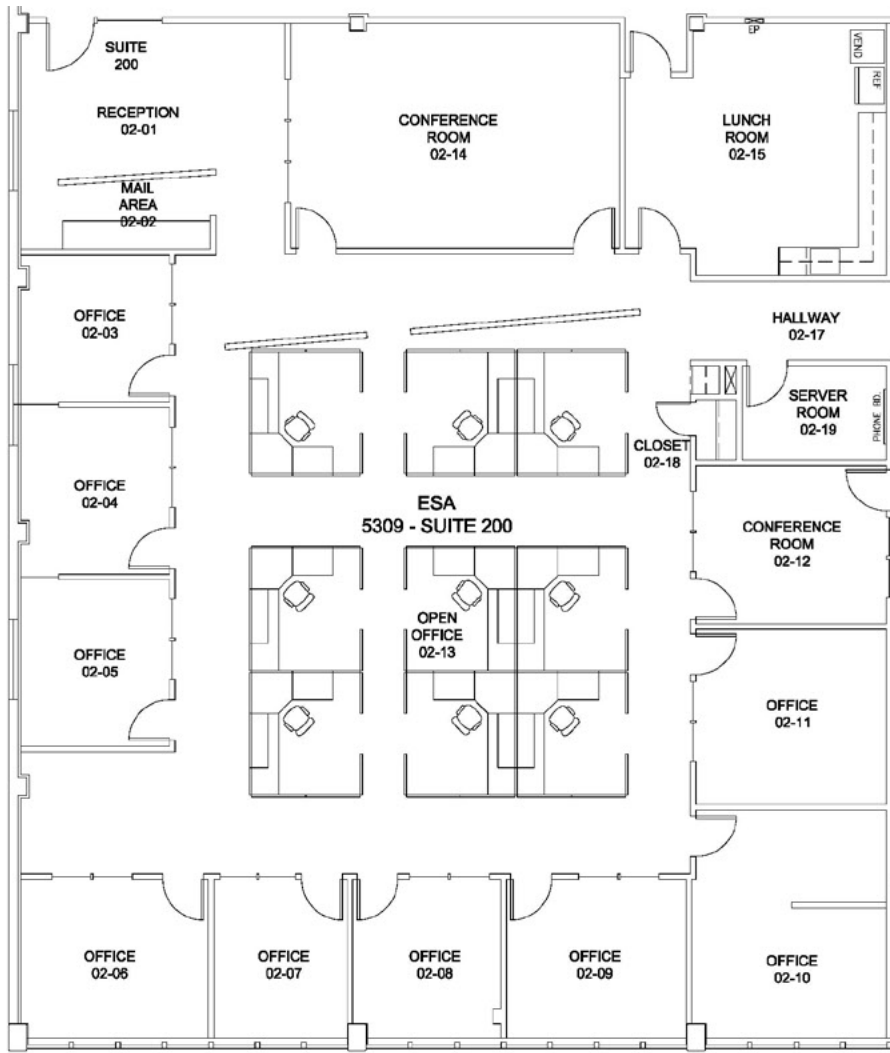 SUITE
200
RECEPTION
02-01
MAIL
AREA
02-02
CONFERENCE
ROOM
02-14
EP
VEND
REF
LUNCH
ROOM
02-15
OFFICE
02-03
HALLWAY
02-17
SERVER
ROOM
02-19
PHONE BD.
CLOSET
02-18
OFFICE
02-04
ESA
5309 - SUITE 200
CONFERENCE
ROOM
02-12
OPEN
OFFICE
02-13
OFFICE
02-05
OFFICE
02-11
OFFICE
02-06
OFFICE
02-07
OFFICE
02-08
OFFICE
02-09
OFFICE
02-10